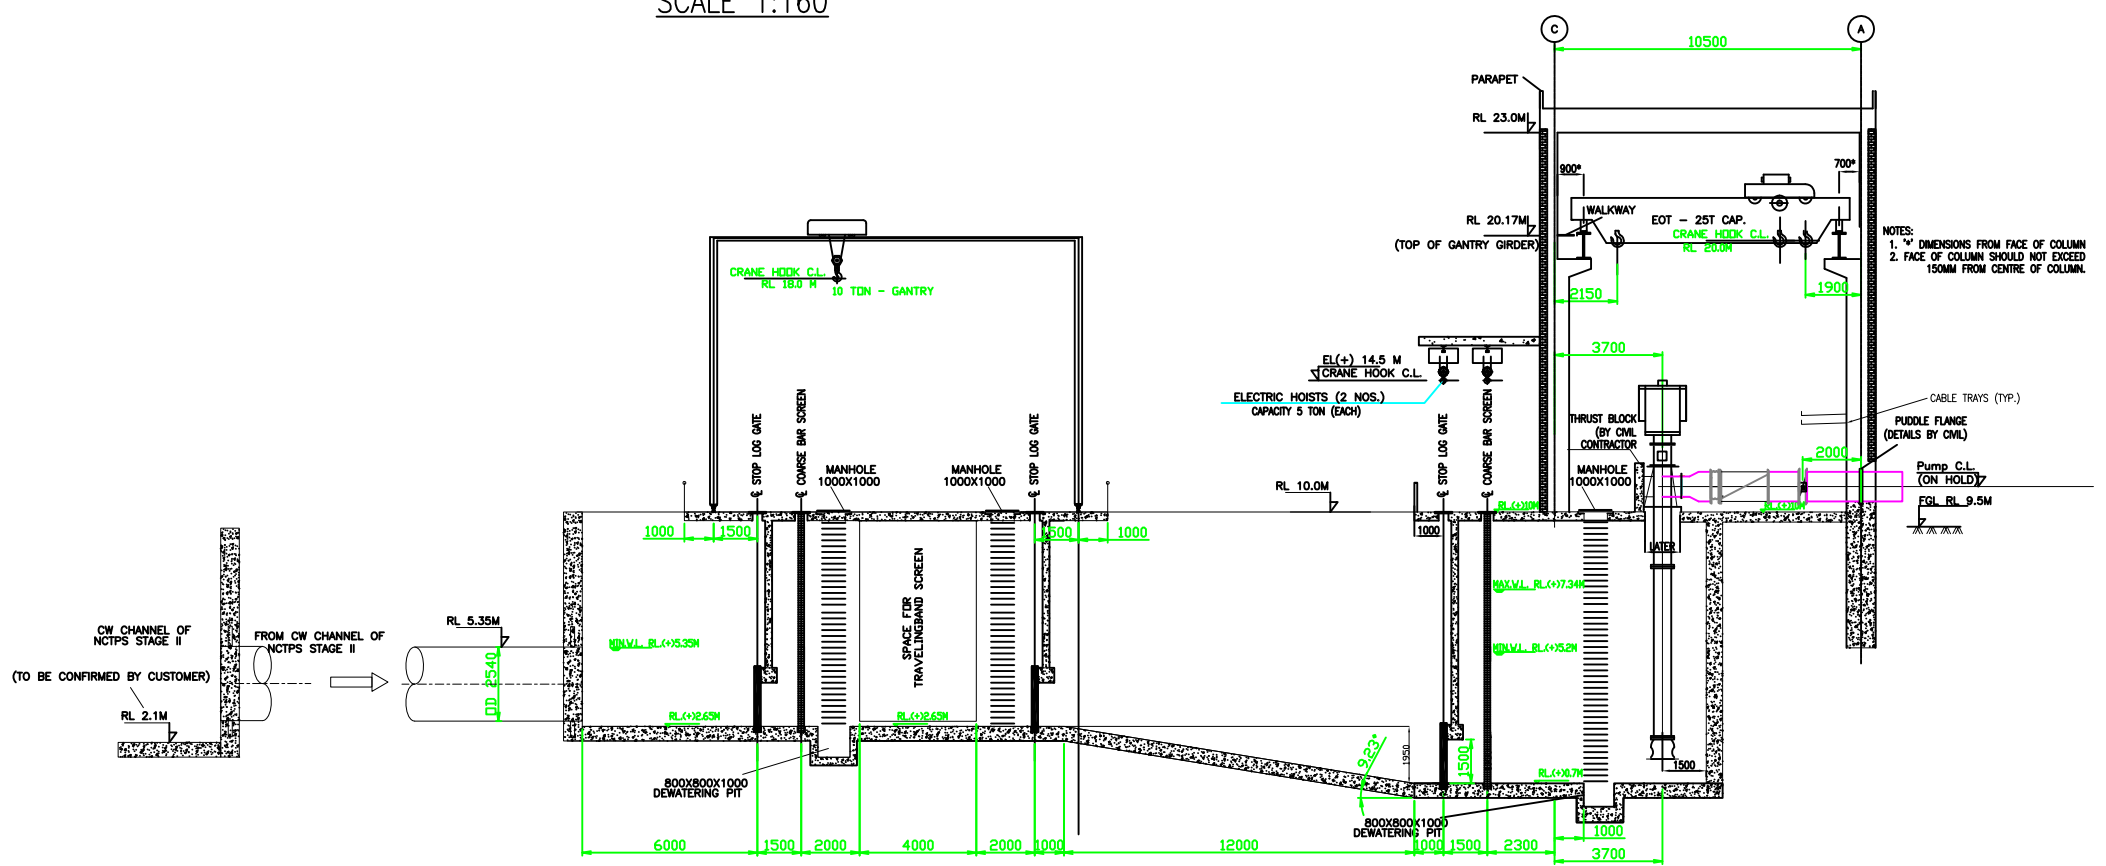 SCALE 1:160
C
A
10500
PARAPET
RL 23.0M
900*
700*
WALKWAY
RL 20.17M
(TOP OF GANTRY GIRDER)
EOT - 25T CAP.
CRANE HOOK C.L.
RL 20.0M
NOTES:
1. '*' DIMENSIONS FROM FACE OF COLUMN
2. FACE OF COLUMN SHOULD NOT EXCEED
150MM FROM CENTRE OF COLUMN.
2150
1900
CRANE HOOK C.L.
RL 18.0 M
10 TON - GANTRY
3700
EL(+) 14.5 M
CRANE HOOK C.L.
ELECTRIC HOISTS (2 NOS.)
CAPACITY 5 TON (EACH)
CABLE TRAYS (TYP.)
THRUST BLOCK
(BY CIVIL
CONTRACTOR
PUDDLE FLANGE
(DETAILS BY CIVIL)
2000
Pump C.L.
(ON HOLD)
FGL RL 9.5M
℄ STOP LOG GATE
℄ COARSE BAR SCREEN
MANHOLE
1000X1000
MANHOLE
1000X1000
℄ STOP LOG GATE
RL 10.0M
℄ STOP LOG GATE
℄ COARSE BAR SCREEN
MANHOLE
1000X1000
RL.(+)10M
RL.(+)10M
1000
1500
1500
1000
1000
LATER
SPACE FOR
TRAVELINGBAND SCREEN
MAX.W.L. RL.(+)7.34M
MIN.W.L. RL.(+)5.2M
CW CHANNEL OF
NCTPS STAGE II
(TO BE CONFIRMED BY CUSTOMER)
RL 2.1M
FROM CW CHANNEL OF
NCTPS STAGE II
RL 5.35M
OD 2540
MIN.W.L. RL.(+)5.35M
RL.(+)2.65M
RL.(+)2.65M
1950
9.23°
1500
RL.(+)0.7M
1500
800X800X1000
DEWATERING PIT
800X800X1000
DEWATERING PIT
6000
1500
2000
4000
2000
1000
12000
1000
1500
2300
1000
3700